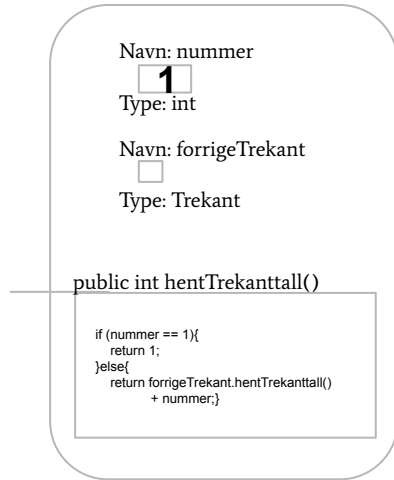 Navn: nummer
1
Type: int
Navn: forrigeTrekant
Type: Trekant
public int hentTrekanttall()
if (nummer == 1){
return 1;
}else{
return forrigeTrekant.hentTrekanttall()
+ nummer;}